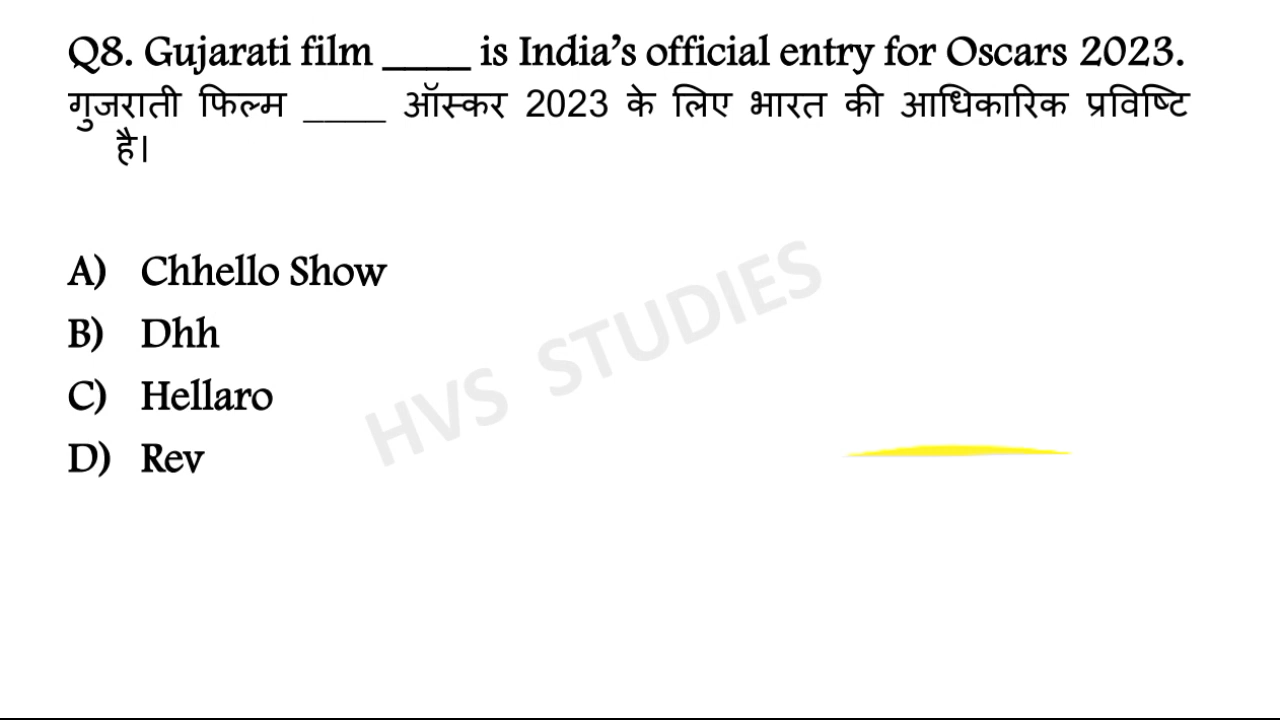 Q8. Gujarati film ____ is India’s official entry for Oscars 2023.
गुजराती फिल्म ____ ऑस्कर 2023 के लिए भारत की आधिकारिक प्रविष्टि
है।
A) Chhello Show
B) Dhh
C) Hellaro
D) Rev
HVS STUDIES